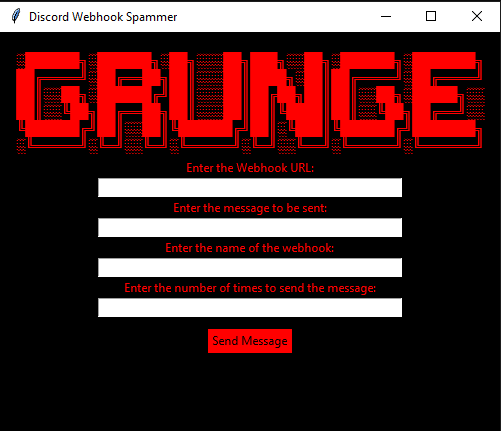 Discord Webhook Spammer
GRUNGE
Enter the Webhook URL:
Enter the message to be sent:
Enter the name of the webhook:
Enter the number of times to send the message:
Send Message